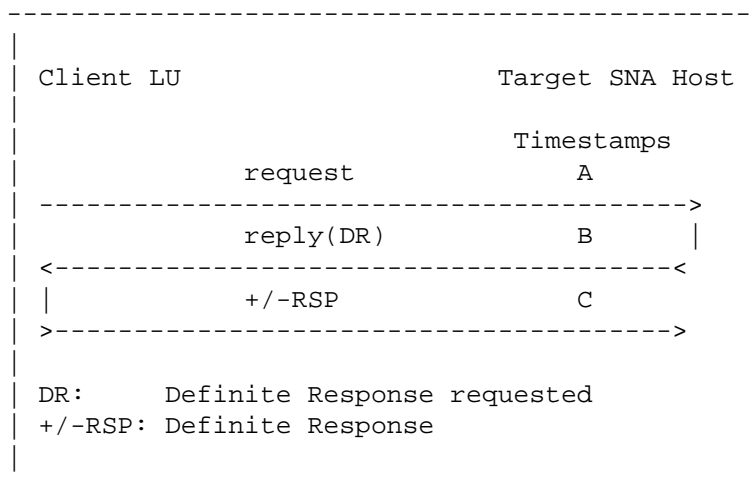 -----------------------------------------------
|
| Client LU                    Target SNA Host
|
|                               Timestamps
|              request              A
| ----------------------------------------->
|              reply(DR)            B      |
| <---------------------------------------<
| |            +/-RSP               C
| >--------------------------------------->
|
| DR:     Definite Response requested
| +/-RSP: Definite Response
|